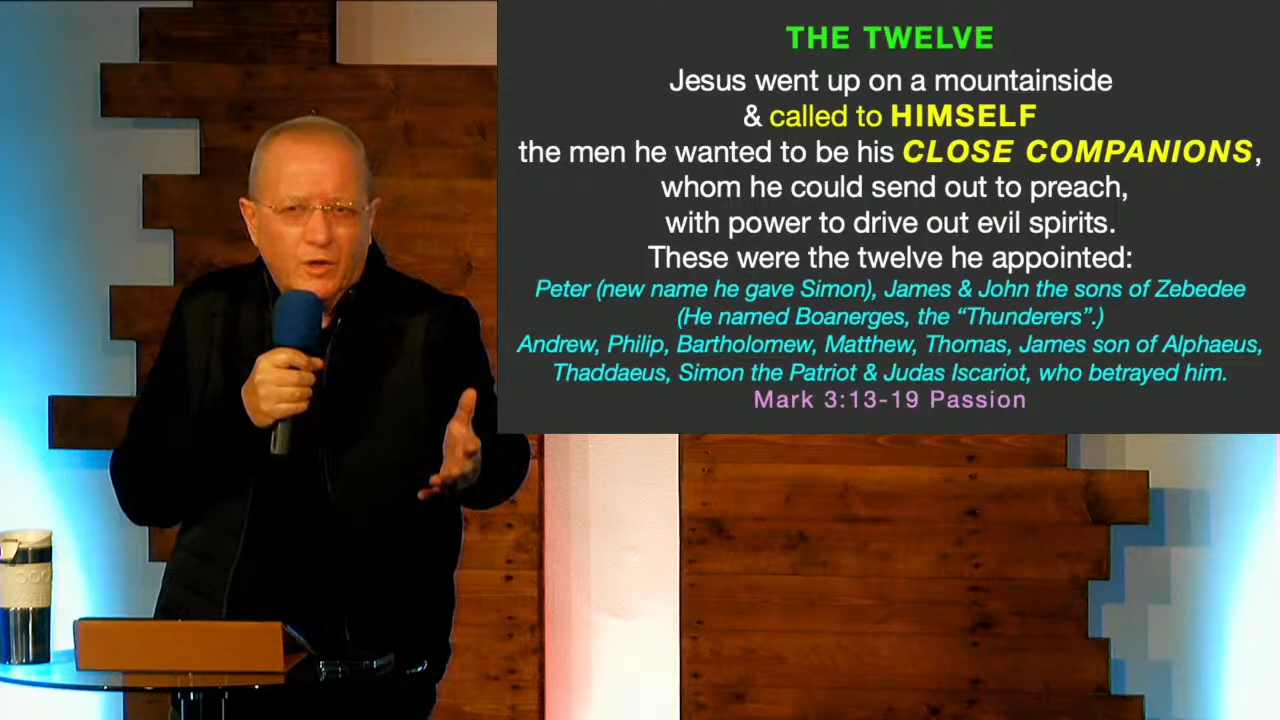 THE TWELVE
Jesus went up on a mountainside
& called to HIMSELF
the men he wanted to be his CLOSE COMPANIONS,
whom he could send out to preach,
with power to drive out evil spirits.
These were the twelve he appointed:
Peter (new name he gave Simon), James & John the sons of Zebedee
(He named Boanerges, the “Thunderers”.)
Andrew, Philip, Bartholomew, Matthew, Thomas, James son of Alphaeus,
Thaddaeus, Simon the Patriot & Judas Iscariot, who betrayed him.
Mark 3:13-19 Passion